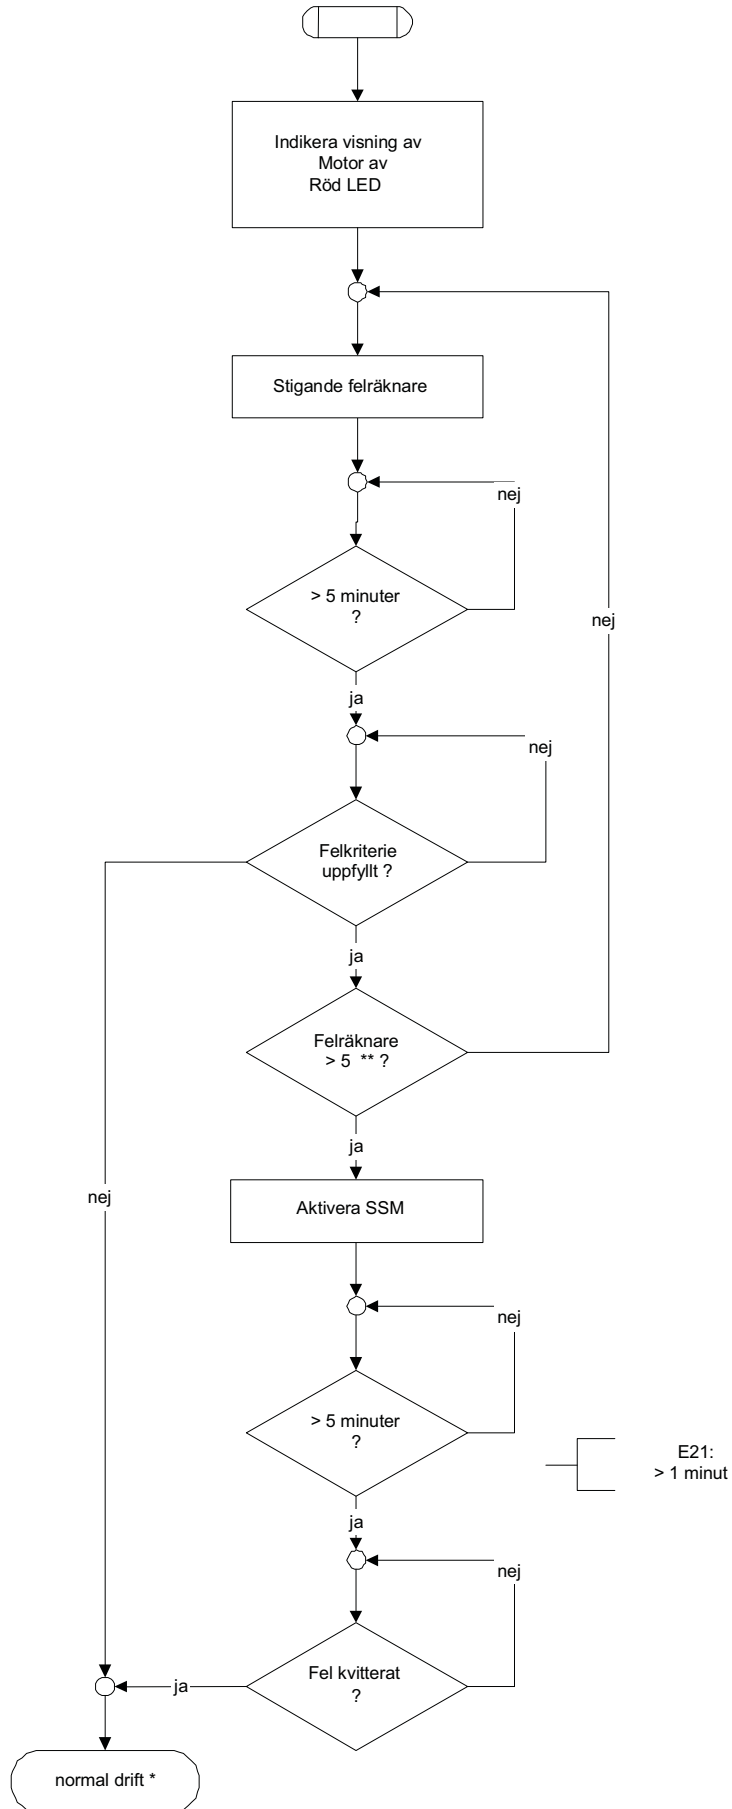 Indikera visning av
Motor av
Röd LED
Stigande felräknare
nej
> 5 minuter
?
nej
ja
nej
Felkriterie
uppfyllt ?
ja
Felräknare
> 5 ** ?
ja
nej
Aktivera SSM
nej
> 5 minuter
?
E21:
> 1 minut
ja
nej
Fel kvitterat
?
ja
normal drift *